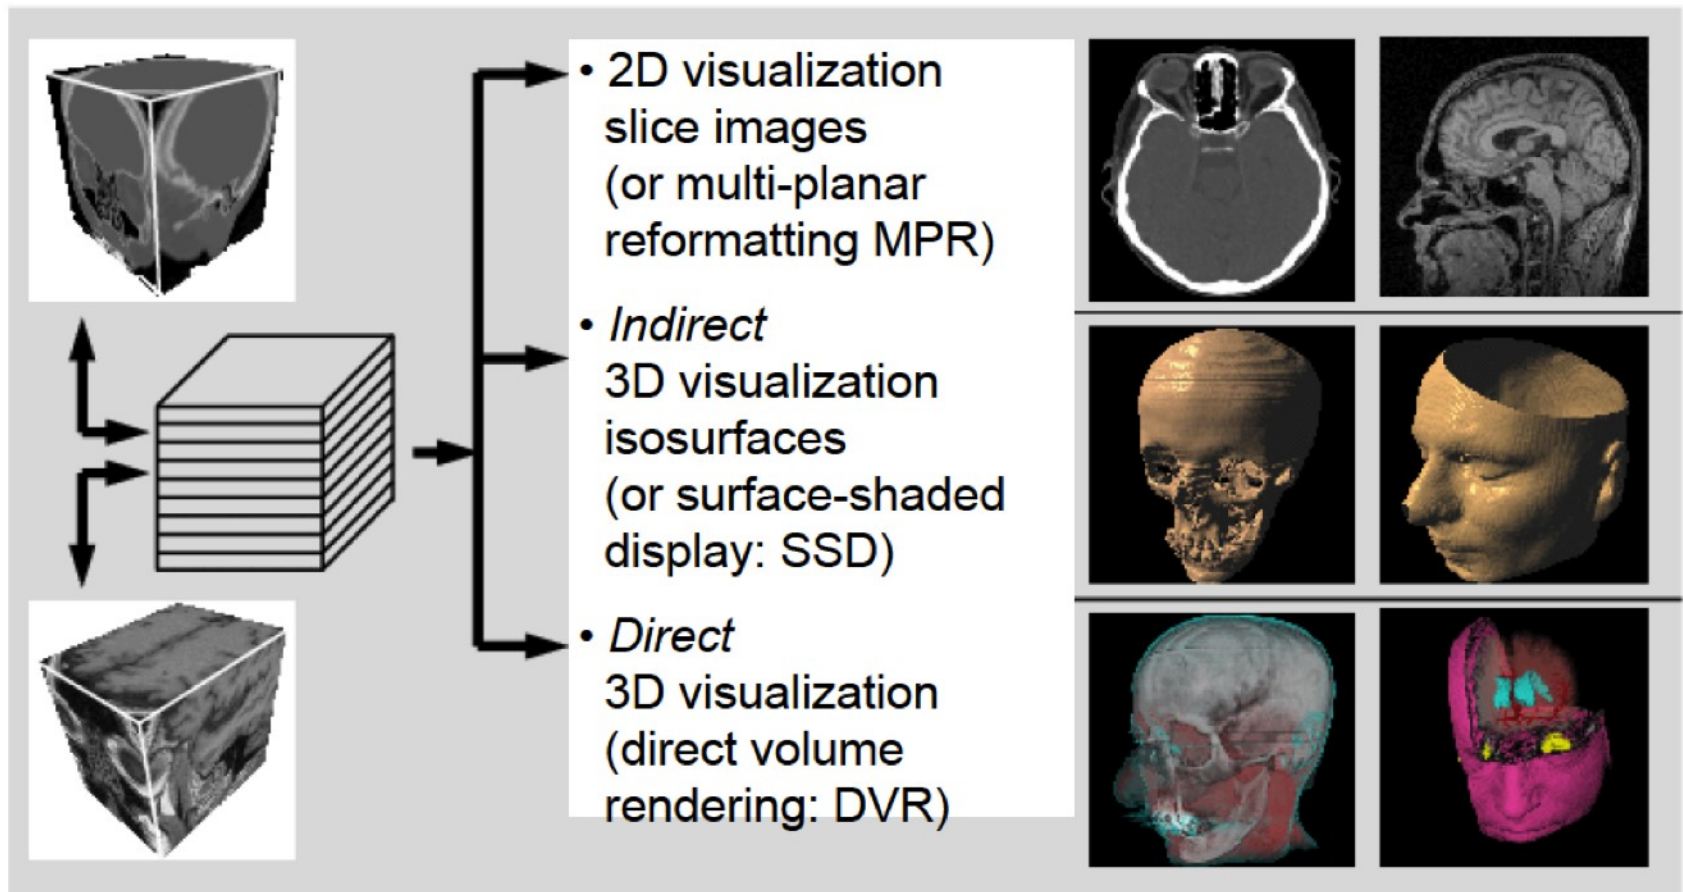 • 2D visualization
slice images
(or multi-planar
reformatting MPR)
• Indirect
3D visualization
isosurfaces
(or surface-shaded
display: SSD)
• Direct
3D visualization
(direct volume
rendering: DVR)